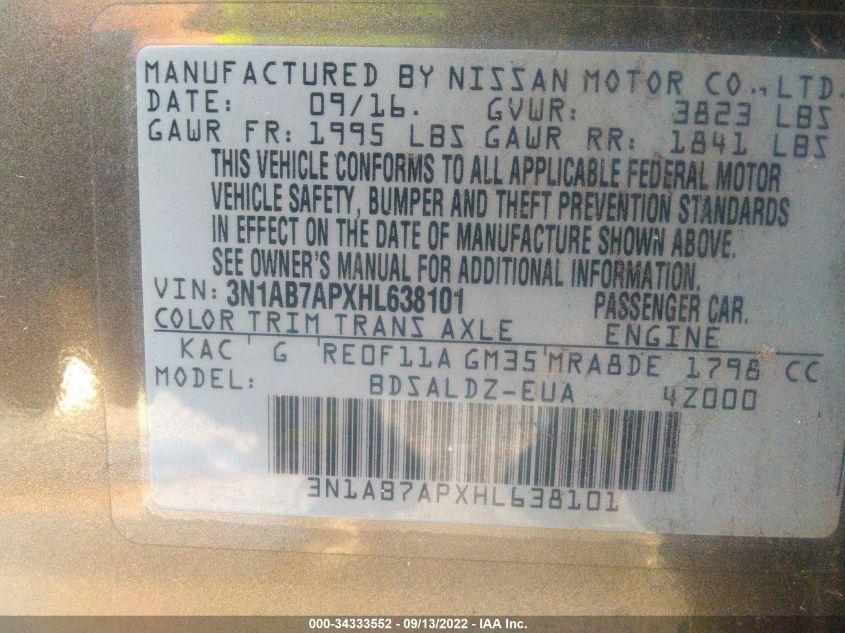 MANUFACTURED BY NISSAN MOTOR CO., LTD.
DATE: 09/16. GVWR: 3823 LBS
GAWR FR: 1995 LBS GAWR RR: 1841 LBS
THIS VEHICLE CONFORMS TO ALL APPLICABLE FEDERAL MOTOR
VEHICLE SAFETY, BUMPER AND THEFT PREVENTION STANDARDS
IN EFFECT ON THE DATE OF MANUFACTURE SHOWN ABOVE.
SEE OWNER'S MANUAL FOR ADDITIONAL INFORMATION.
VIN: 3N1AB7APXHL638101 PASSENGER CAR.
COLOR TRIM TRANS AXLE ENGINE
KAC G RE0F11A GM35 MRA8DE 1798 CC
MODEL: BDSALDZ-EUA 4Z000
3N1AB7APXHL638101
000-34333552 - 09/13/2022 - IAA Inc.